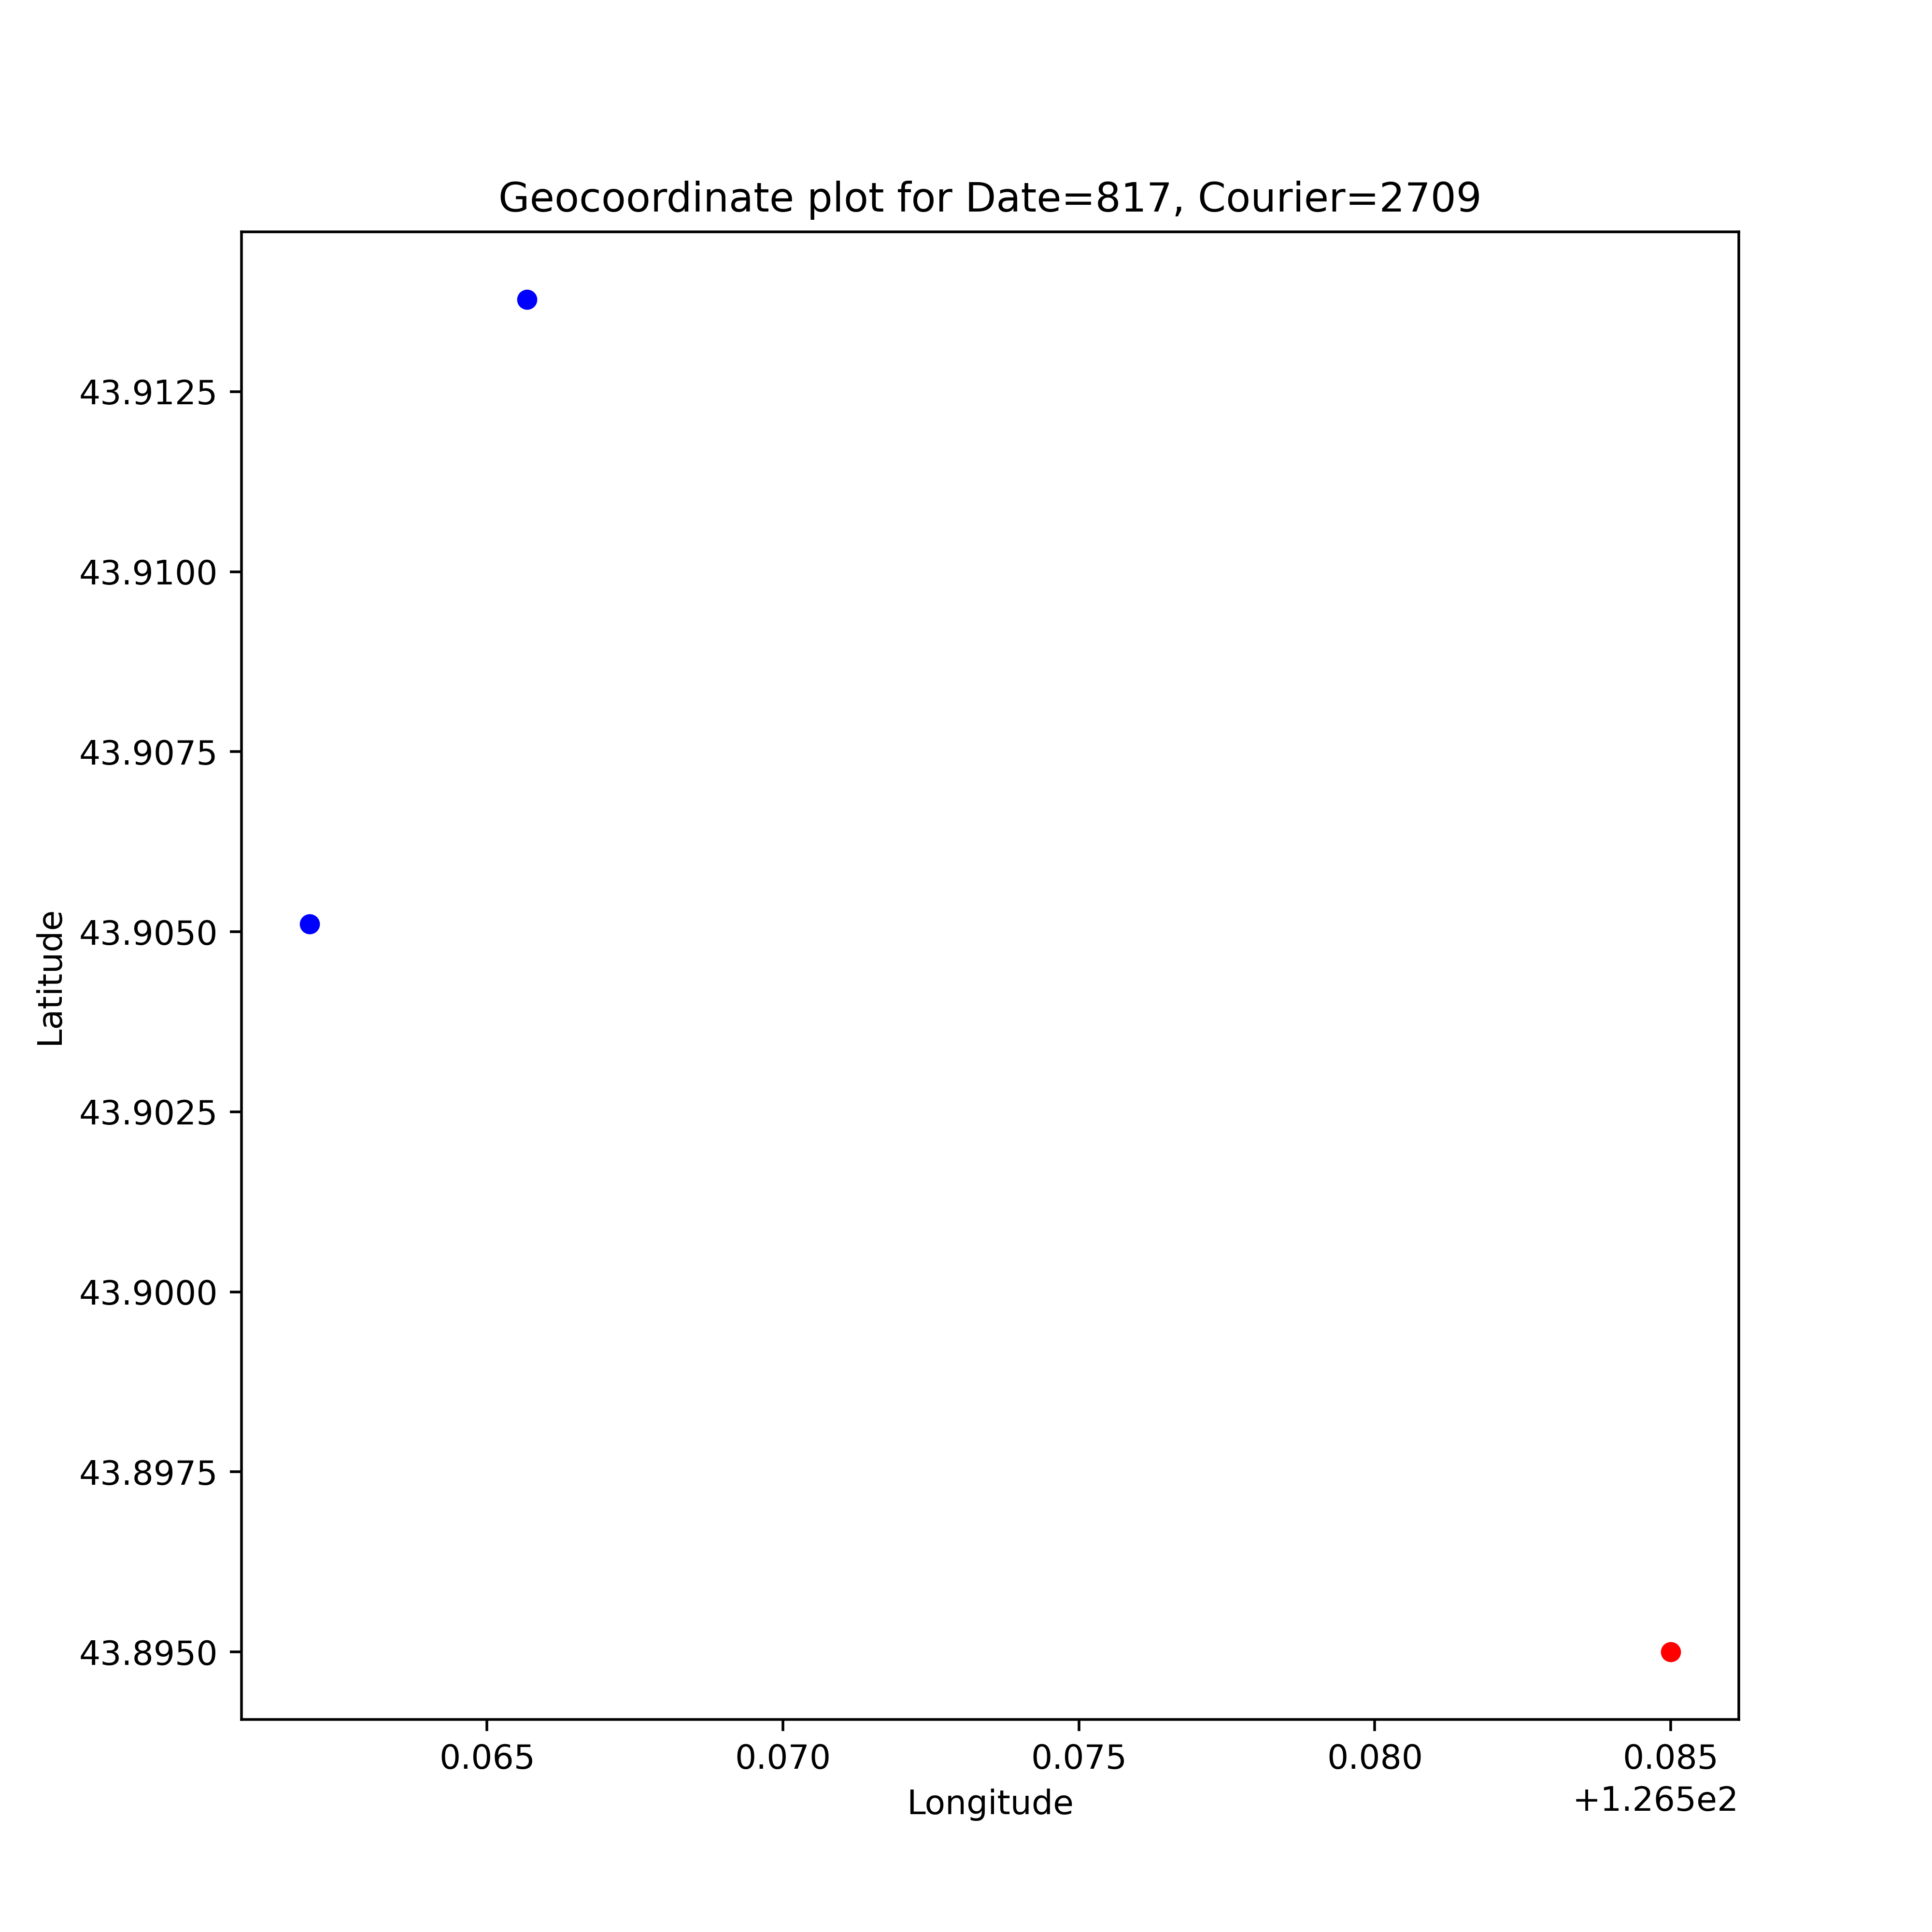 Geocoordinate plot for Date=817, Courier=2709
43.9125
43.9100
43.9075
43.9050
43.9025
43.9000
43.8975
43.8950
Latitude
0.065 0.070 0.075 0.080 0.085
+1.265e2
Longitude